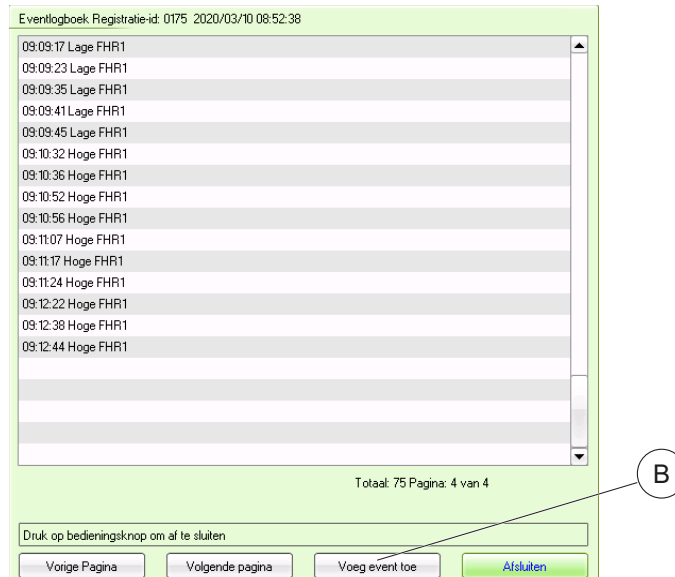 Eventlogboek Registratie-id: 0175 2020/03/10 08:52:38
09:09:17 Lage FHR1
09:09:23 Lage FHR1
09:09:35 Lage FHR1
09:09:41 Lage FHR1
09:09:45 Lage FHR1
09:10:32 Hoge FHR1
09:10:36 Hoge FHR1
09:10:52 Hoge FHR1
09:10:56 Hoge FHR1
09:11:07 Hoge FHR1
09:11:17 Hoge FHR1
09:11:24 Hoge FHR1
09:12:22 Hoge FHR1
09:12:38 Hoge FHR1
09:12:44 Hoge FHR1
Totaal: 75 Pagina: 4 van 4
B
Druk op bedieningsknop om af te sluiten
Vorige Pagina Volgende pagina Voeg event toe Afsluiten